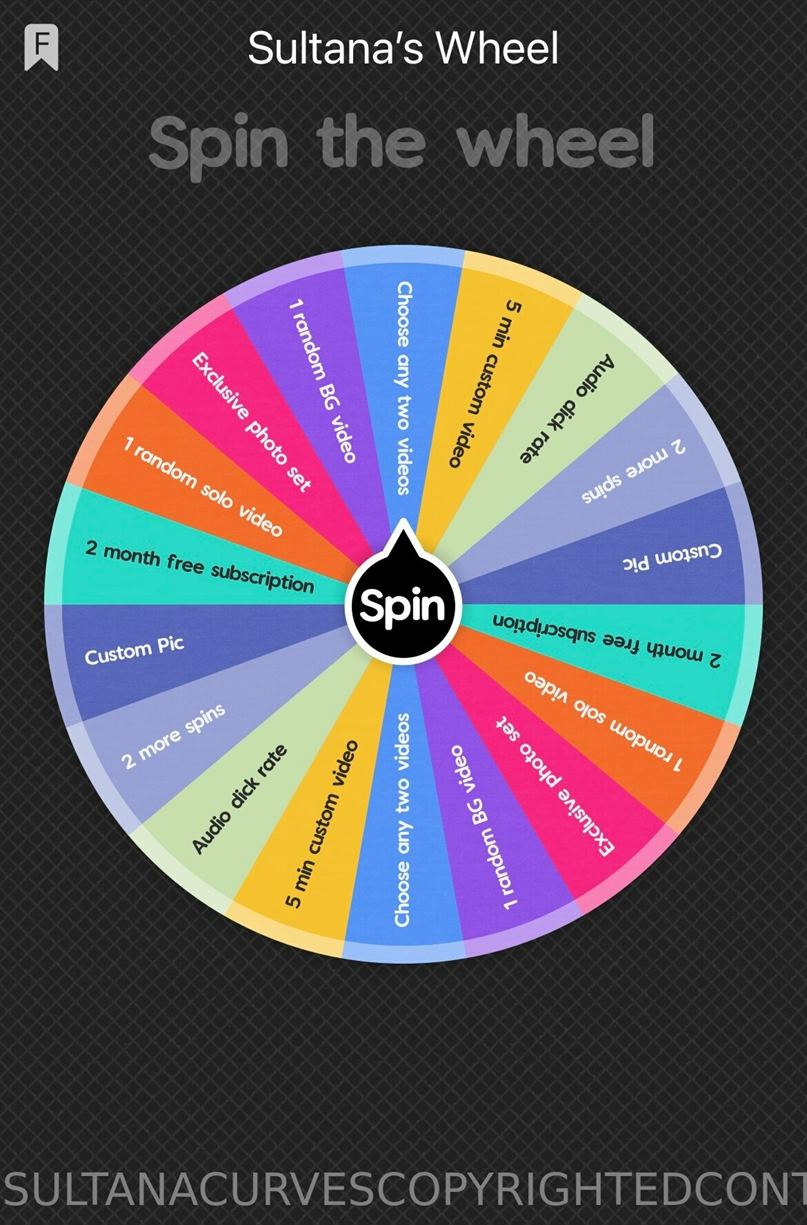 F
Sultana's Wheel
Spin the wheel
Choose any two videos
5 min custom video
Audio dick rate
2 more spins
Custom Pic
2 month free subscription
1 random solo video
Exclusive photo set
1 random BG video
Choose any two videos
5 min custom video
Audio dick rate
2 more spins
Custom Pic
2 month free subscription
1 random solo video
Exclusive photo set
1 random BG video
Spin
SULTANACURVESCOPYRIGHTEDCONT